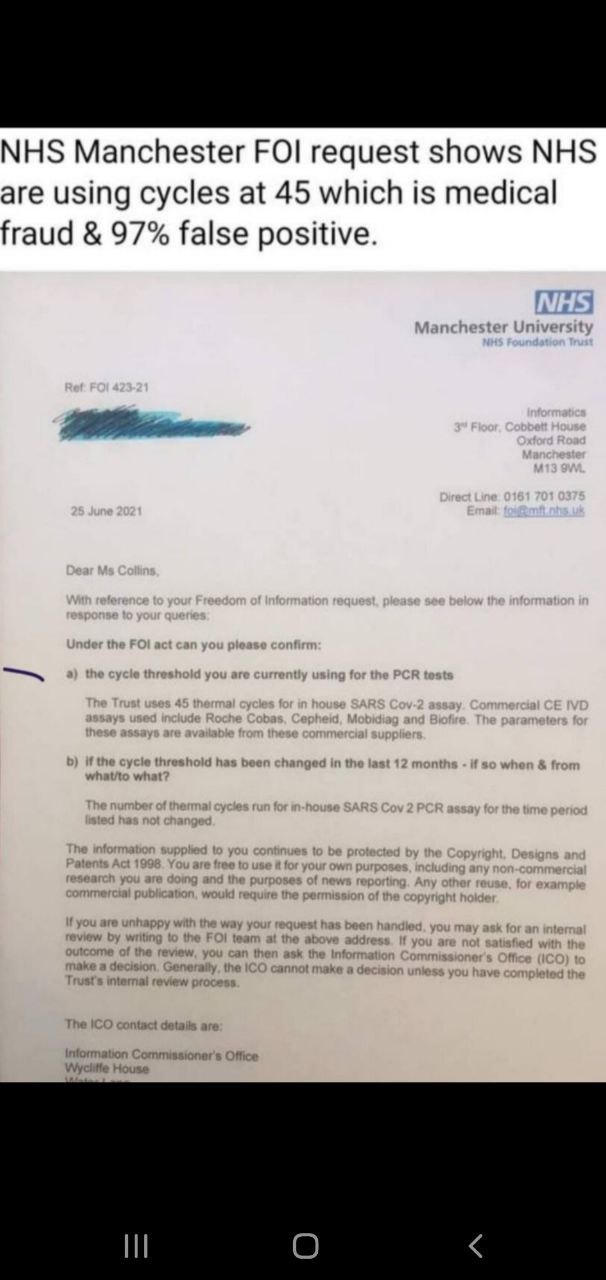 NHS Manchester FOI request shows NHS
are using cycles at 45 which is medical
fraud & 97% false positive.
NHS
Manchester University
NHS Foundation Trust
Ref: FOI 423-21
Informatics
3rd Floor, Cobbett House
Oxford Road
Manchester
M13 9WL
Direct Line: 0161 701 0375
Email: foi@mft.nhs.uk
25 June 2021
Dear Ms Collins,
With reference to your Freedom of Information request, please see below the information in
response to your queries:
Under the FOI act can you please confirm:
a) the cycle threshold you are currently using for the PCR tests
The Trust uses 45 thermal cycles for in house SARS Cov-2 assay. Commercial CE IVD
assays used include Roche Cobas, Cepheid, Mobidiag and Biofire. The parameters for
these assays are available from these commercial suppliers.
b) if the cycle threshold has been changed in the last 12 months - if so when & from
what/to what?
The number of thermal cycles run for in-house SARS Cov 2 PCR assay for the time period
listed has not changed.
The information supplied to you continues to be protected by the Copyright, Designs and
Patents Act 1998. You are free to use it for your own purposes, including any non-commercial
research you are doing and the purposes of news reporting. Any other reuse, for example
commercial publication, would require the permission of the copyright holder.
If you are unhappy with the way your request has been handled, you may ask for an internal
review by writing to the FOI team at the above address. If you are not satisfied with the
outcome of the review, you can then ask the Information Commissioner's Office (ICO) to
make a decision. Generally, the ICO cannot make a decision unless you have completed the
Trust's internal review process.
The ICO contact details are:
Information Commissioner's Office
Wycliffe House